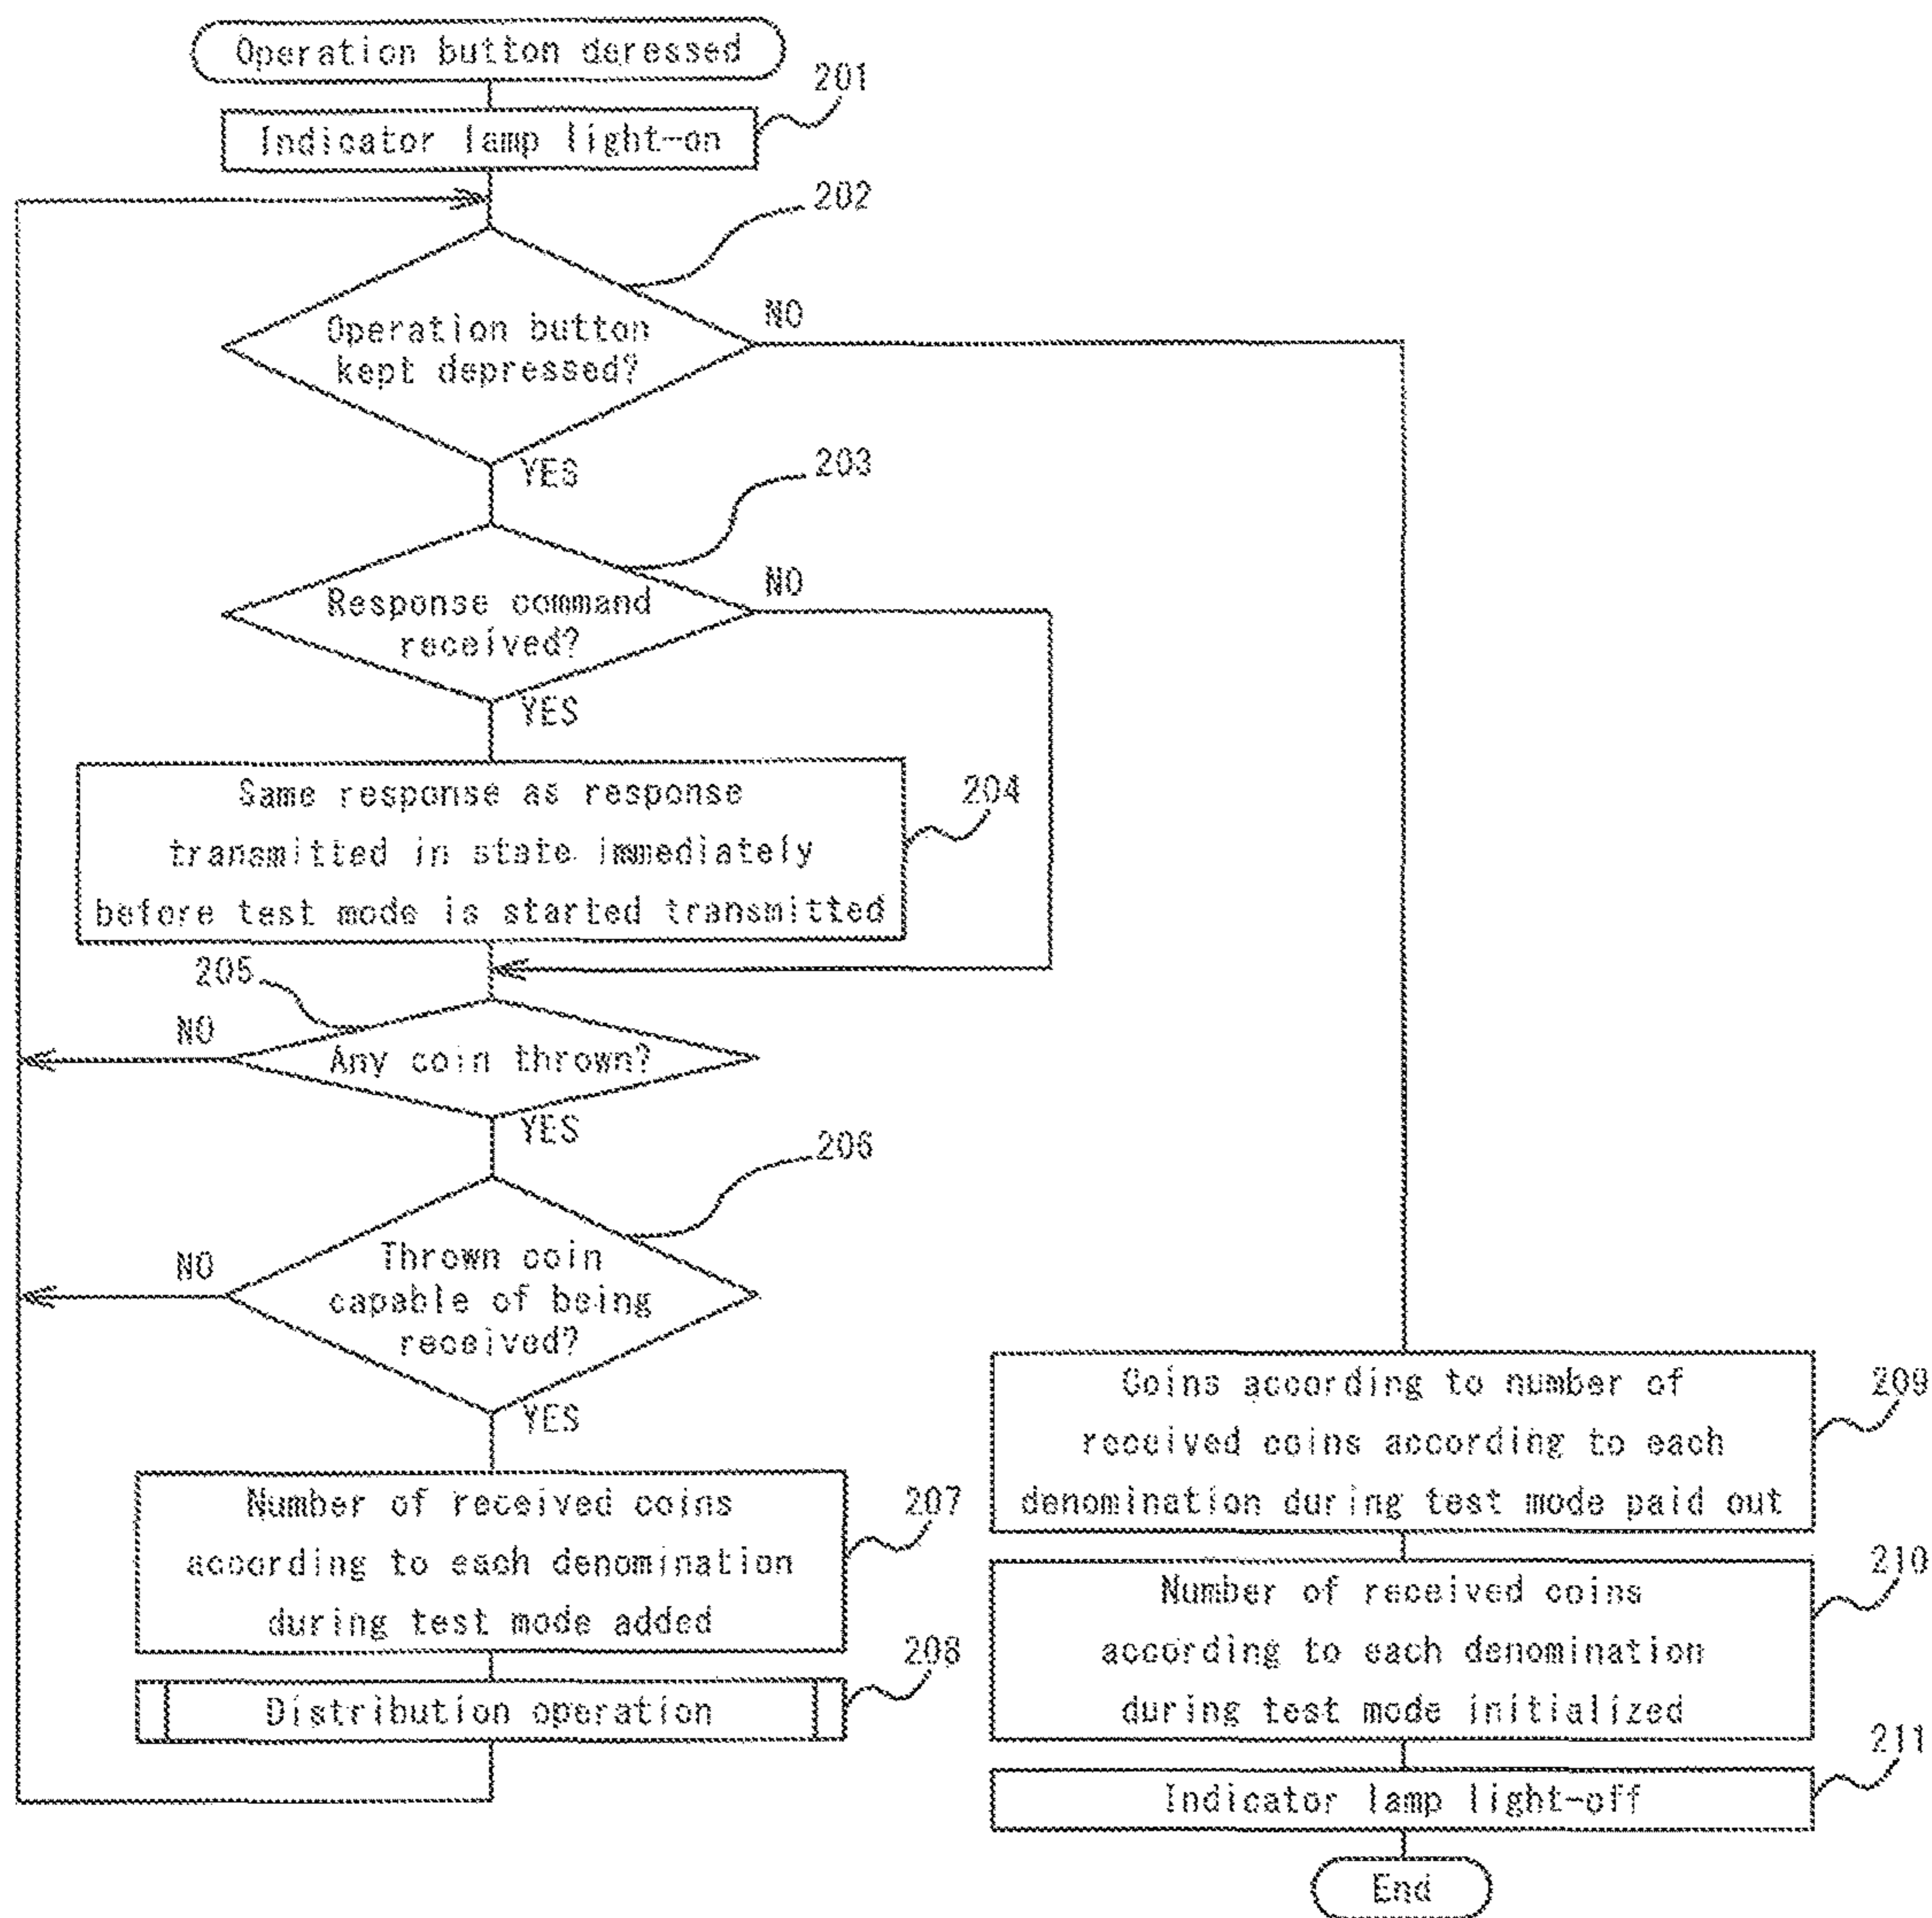 Operation button deressed
201
Indicator lamp light-on
202
Operation button
kept depressed?
NO
YES
203
Response command
received?
NO
YES
204
Same response as response
transmitted in state immediately
before test mode is started transmitted
205
NO
Any coin thrown?
YES
206
NO
Thrown coin
capable of being
received?
YES
207
Number of received coins
according to each denomination
during test mode added
208
Distribution operation
209
Coins according to number of
received coins according to each
denomination during test mode paid out
210
Number of received coins
according to each denomination
during test mode initialized
211
Indicator lamp light-off
End